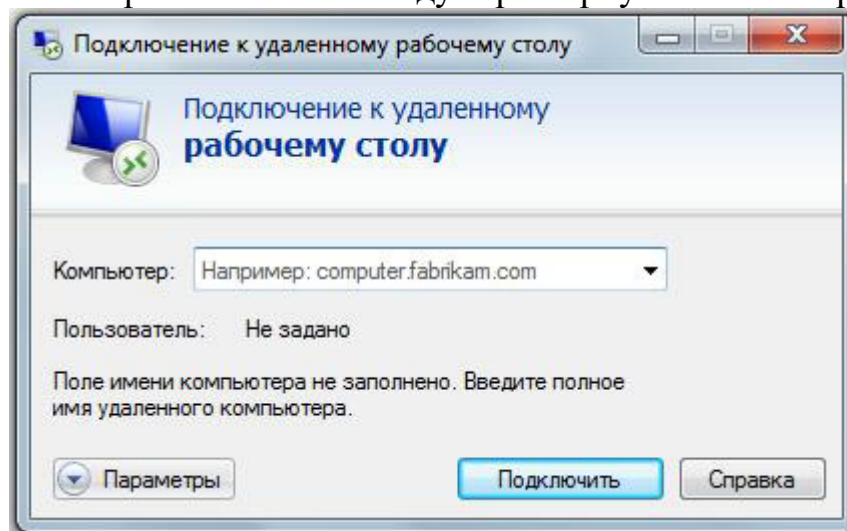 Подключение к удаленному рабочему столу
Подключение к удаленному
рабочему столу
Компьютер: Например: computer.fabrikam.com
Пользователь: Не задано
Поле имени компьютера не заполнено. Введите полное
имя удаленного компьютера.
Параметры Подключить Справка